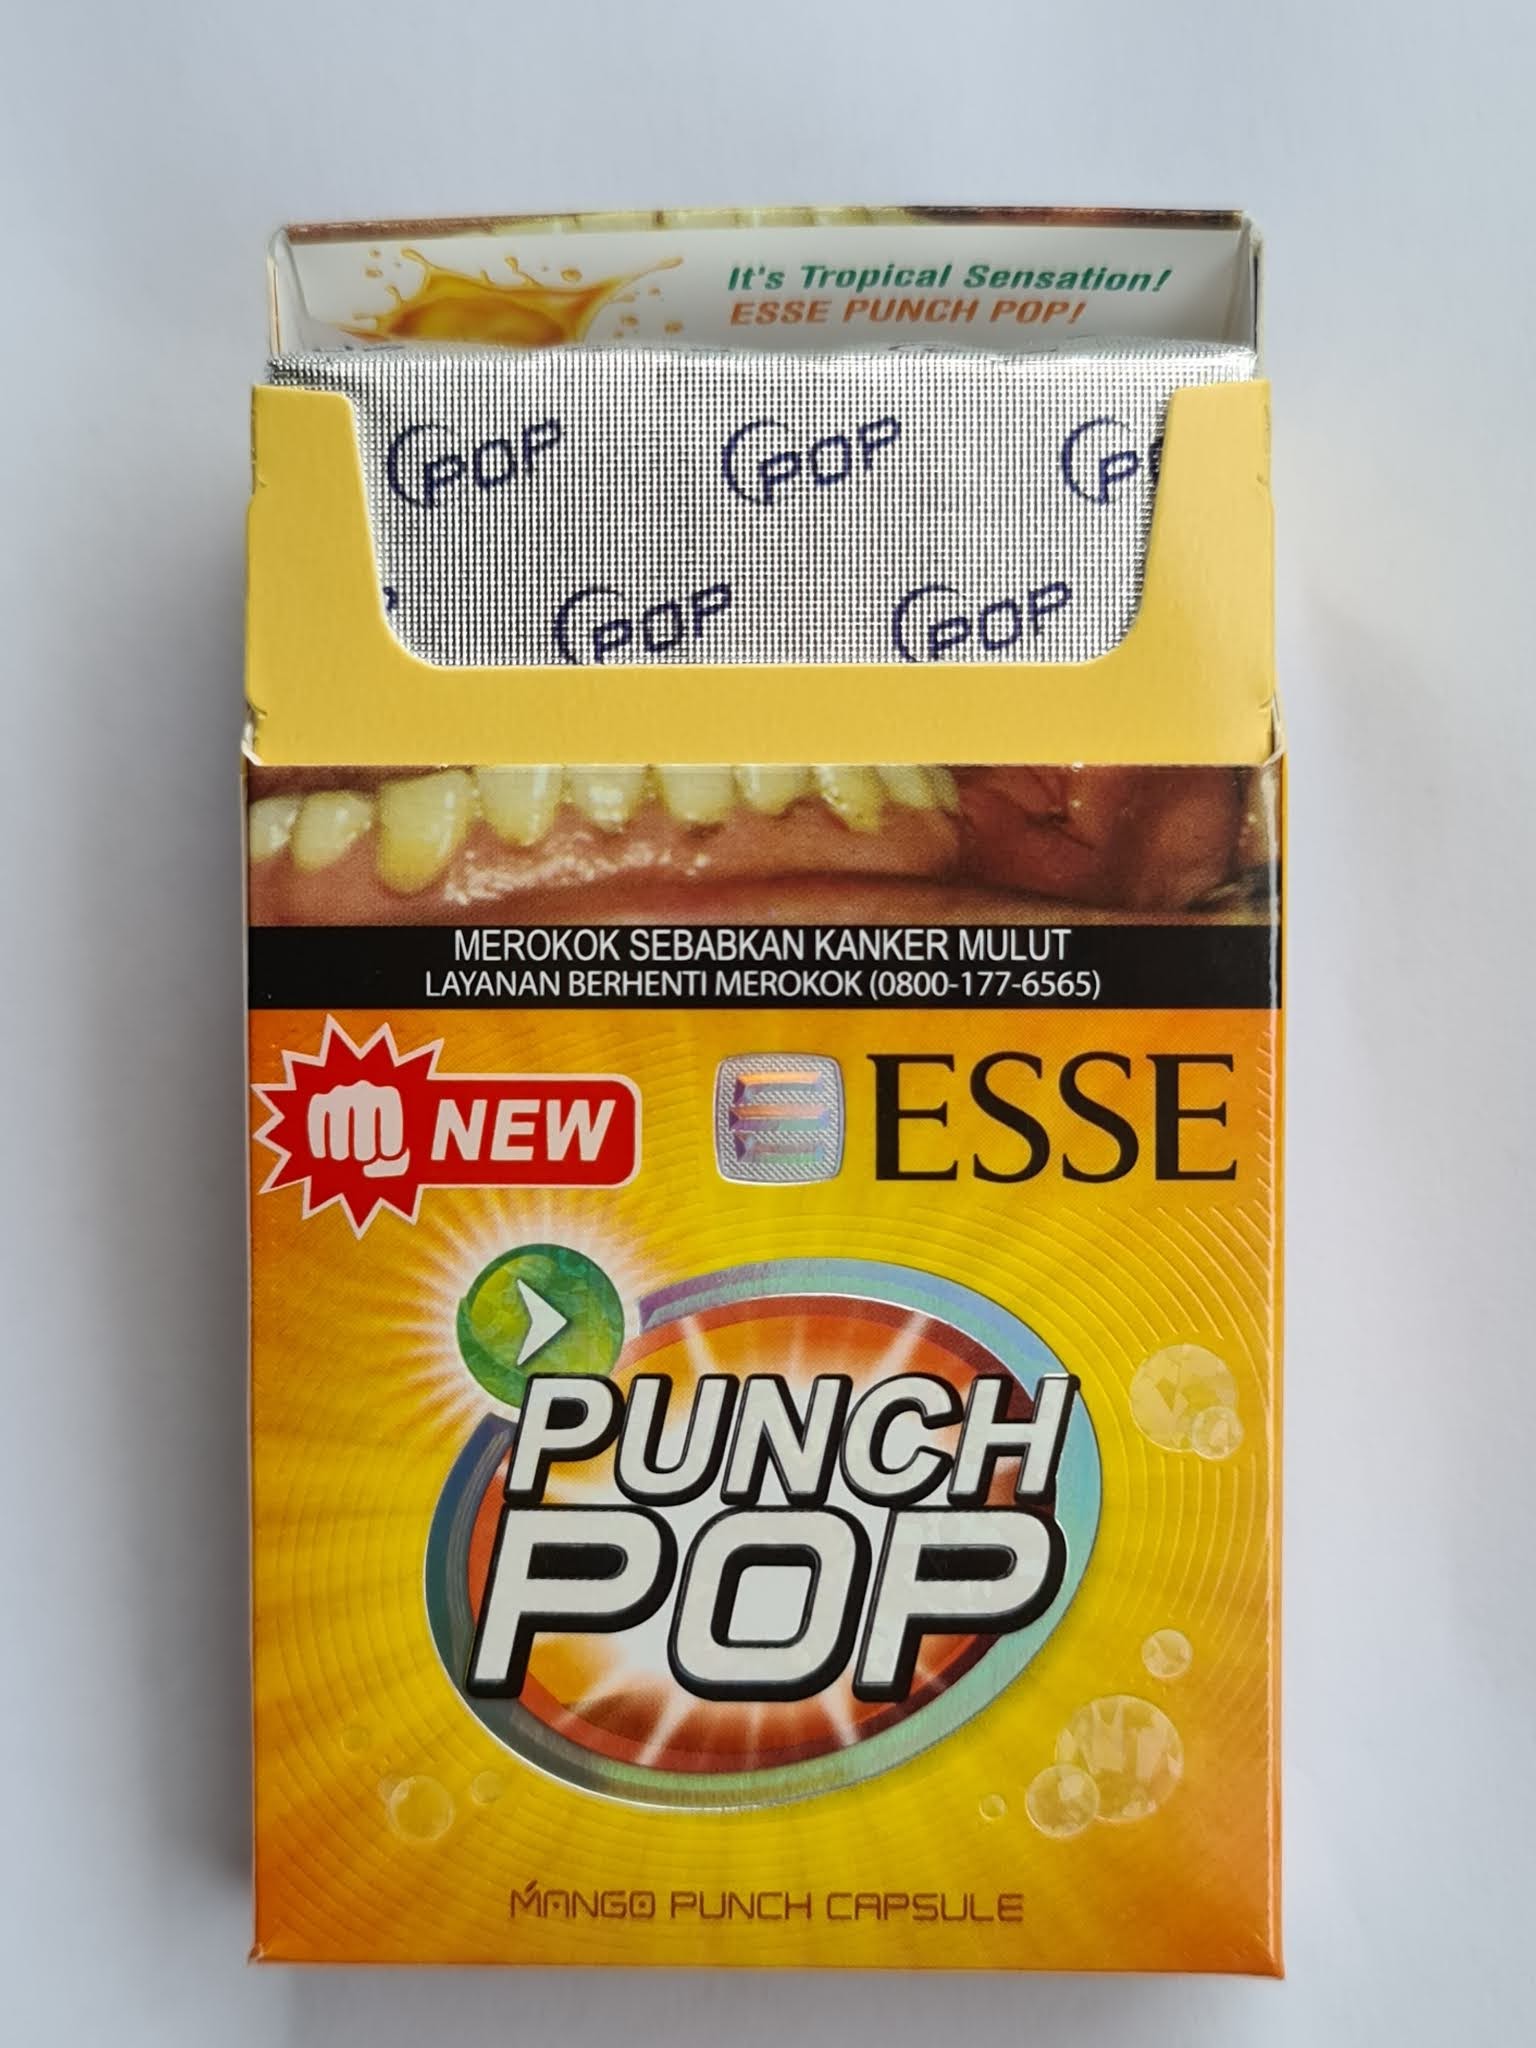 It's Tropical Sensation!
ESSE PUNCH POP!
POP POP P
POP POP
MEROKOK SEBABKAN KANKER MULUT
LAYANAN BERHENTI MEROKOK (0800-177-6565)
NEW
ESSE
PUNCH
POP
MANGO PUNCH CAPSULE